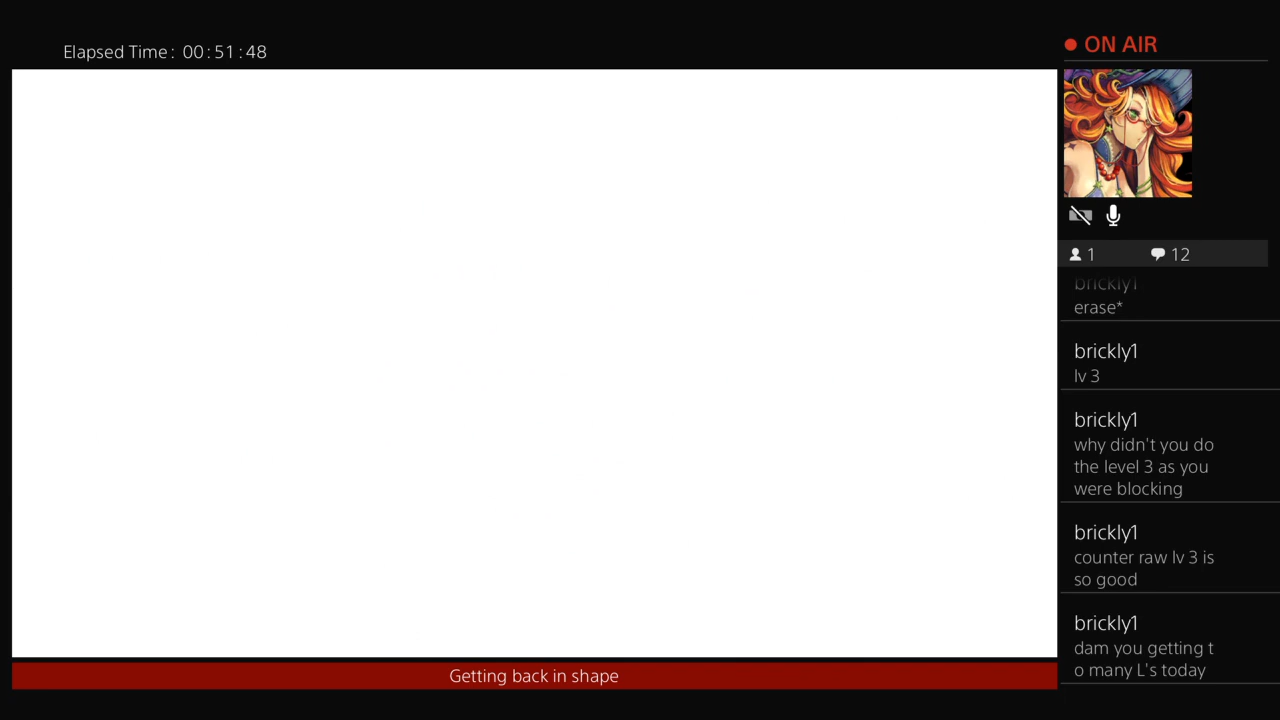 Elapsed Time: 00:51:48
ON AIR
1 12
brickly1
erase*
brickly1
lv 3
brickly1
why didn't you do
the level 3 as you
were blocking
brickly1
counter raw lv 3 is
so good
brickly1
dam you getting t
o many L's today
Getting back in shape